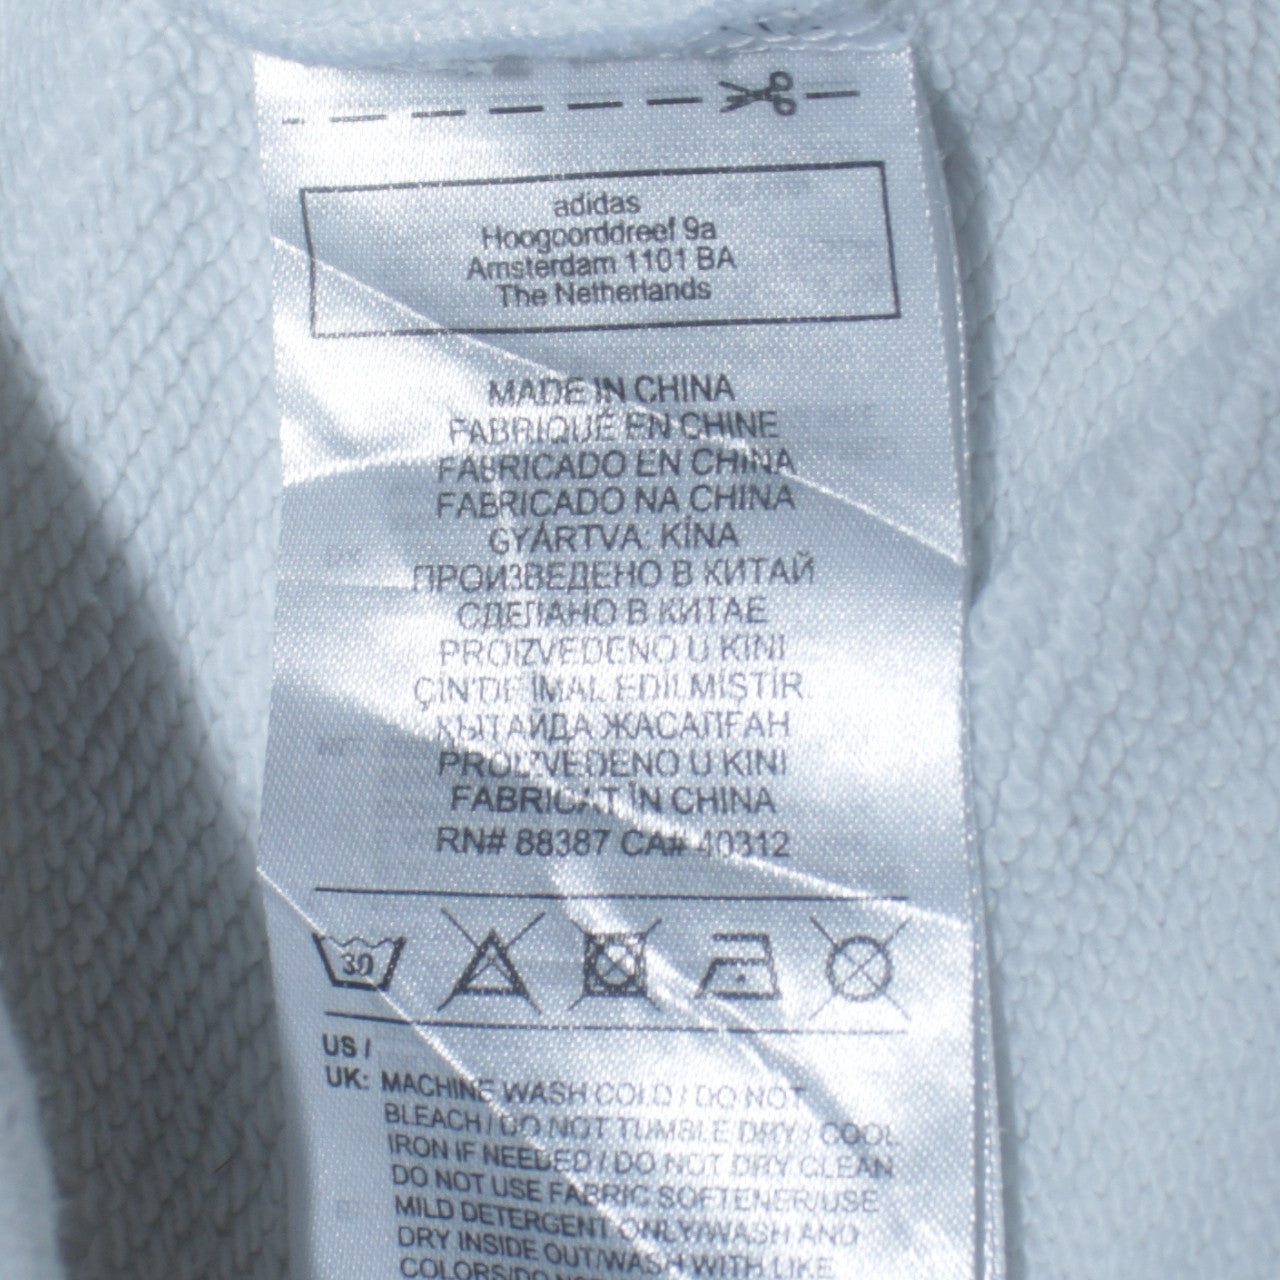 adidas
Hoogoorddreef 9a
Amsterdam 1101 BA
The Netherlands
MADE IN CHINA
FABRIQUÉ EN CHINE
FABRICADO EN CHINA
FABRICADO NA CHINA
GYÁRTVA: KÍNA
ПРОИЗВЕДЕНО В КИТАЙ
СДЕЛАНО В КИТАЕ
PROIZVEDENO U KINI
ÇIN'DE İMAL EDİLMİŞTİR.
ҚЫТАЙДА ЖАСАЛҒАН
PROIZVEDENO U KINI
FABRICAT ÎN CHINA
RN# 88387 CA# 40312
30
US /
UK: MACHINE WASH COLD / DO NOT
BLEACH / DO NOT TUMBLE DRY / COOL
IRON IF NEEDED / DO NOT DRY CLEAN
DO NOT USE FABRIC SOFTENER/USE
MILD DETERGENT ONLY/WASH AND
DRY INSIDE OUT/WASH WITH LIKE
COLORS/DO NOT